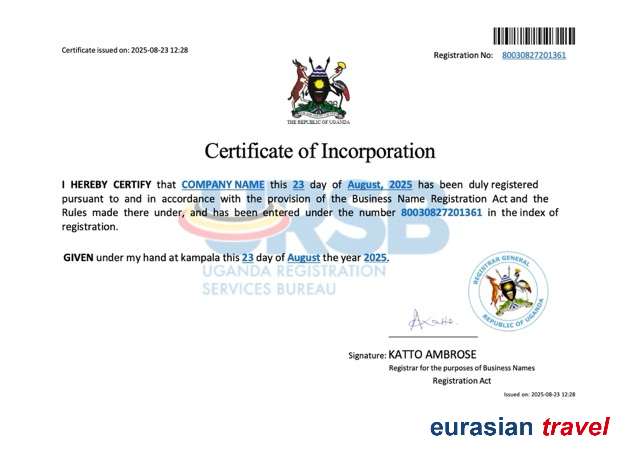 Certificate issued on: 2025-08-23 12:28
Registration No: 80030827201361
THE REPUBLIC OF UGANDA
Certificate of Incorporation
I HEREBY CERTIFY that COMPANY NAME this 23 day of August, 2025 has been duly registered
pursuant to and in accordance with the provision of the Business Name Registration Act and the
Rules made there under, and has been entered under the number 80030827201361 in the index of
registration.
URSB
GIVEN under my hand at kampala this 23 day of August the year 2025.
UGANDA REGISTRATION
SERVICES BUREAU
REGISTRAR GENERAL
REPUBLIC OF UGANDA
Signature: KATTO AMBROSE
Registrar for the purposes of Business Names
Registration Act
Issued on: 2025-08-23 12:28
eurasian travel